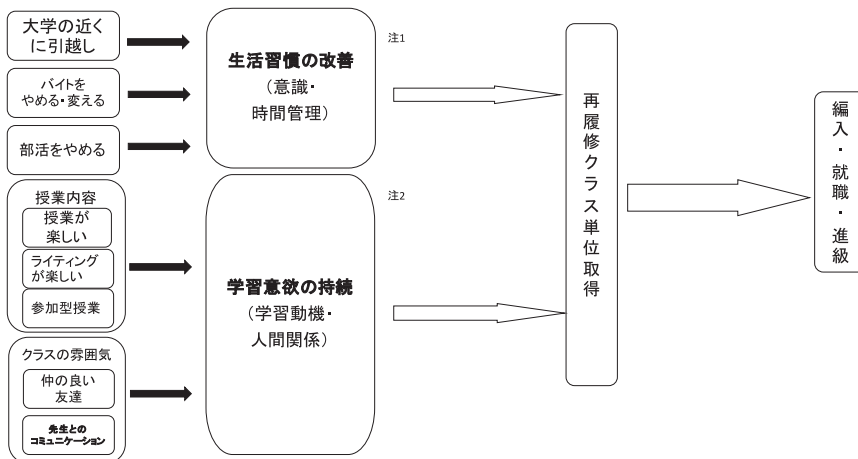 大学の近く
に引越し
バイトを
やめる・変える
部活をやめる
授業内容
授業が
楽しい
ライティング
が楽しい
参加型授業
クラスの雰囲気
仲の良い
友達
先生との
コミュニケーション
生活習慣の改善
(意識・
時間管理)
注1
学習意欲の持続
(学習動機・
人間関係)
注2
再履修クラス単位取得
編入・就職・進級